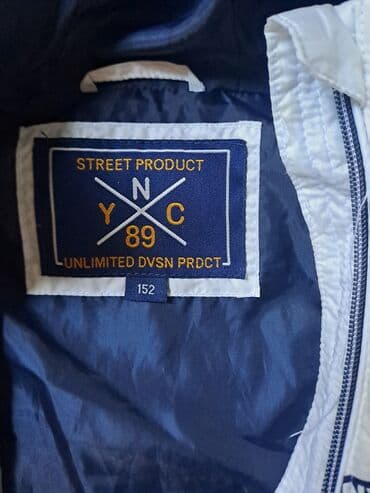 STREET PRODUCT
N
Y C
89
UNLIMITED DVSN PRDCT
152